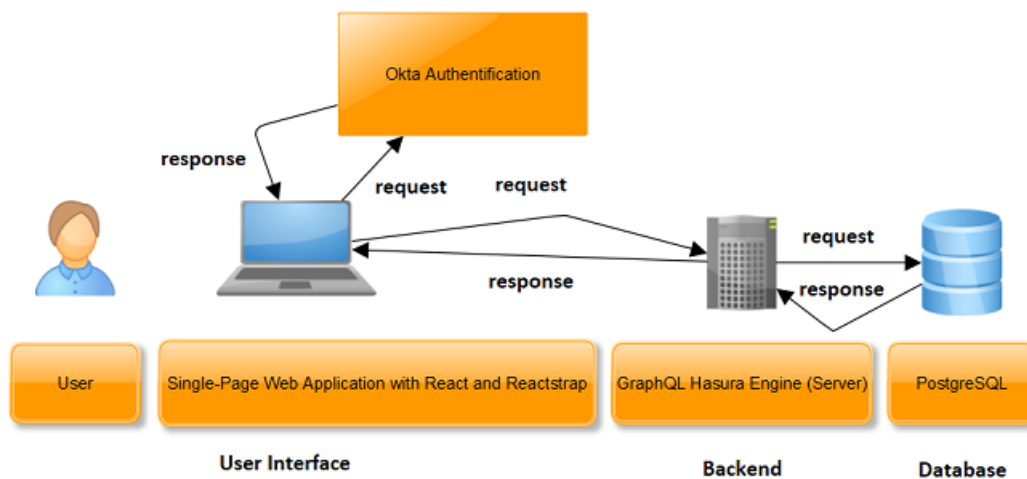 Okta Authentification
response
request
request
request
response
response
User
Single-Page Web Application with React and Reactstrap
GraphQL Hasura Engine (Server)
PostgreSQL
User Interface
Backend
Database